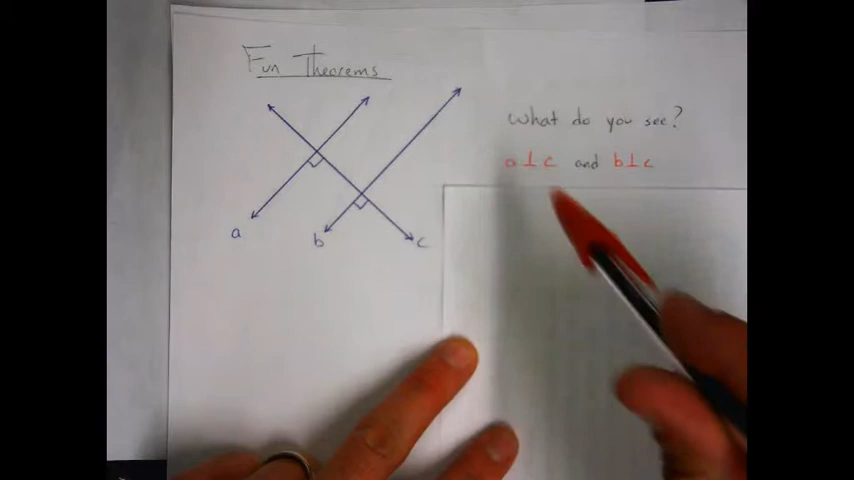 Fun Theorems
What do you see?
a⊥c and b⊥c
a
b
c